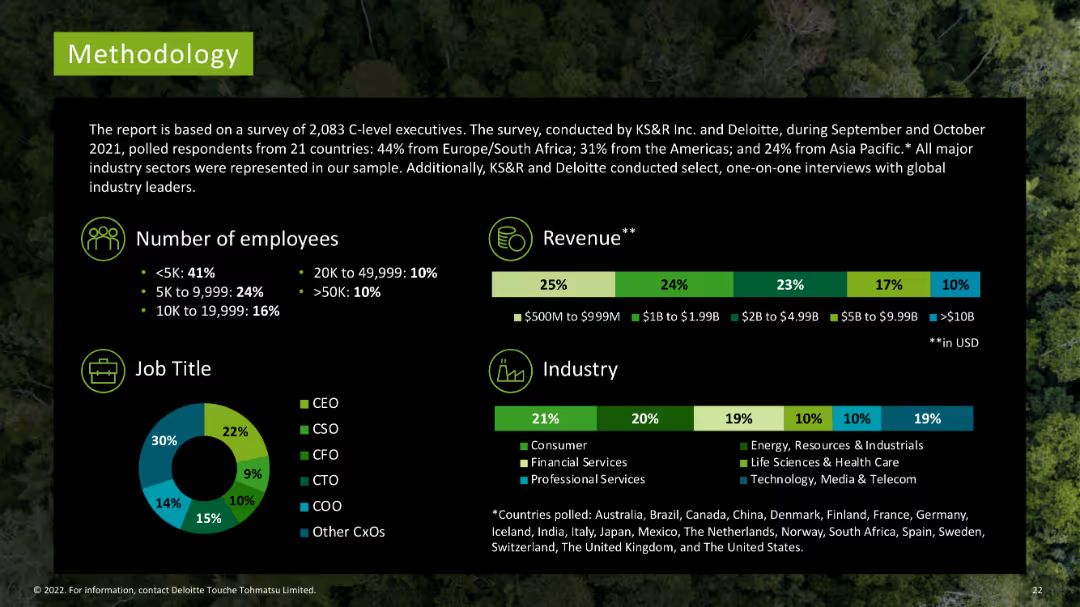 Methodology
The report is based on a survey of 2,083 C-level executives. The survey, conducted by KS&R Inc. and Deloitte, during September and October
2021, polled respondents from 21 countries: 44% from Europe/South Africa; 31% from the Americas; and 24% from Asia Pacific.* All major
industry sectors were represented in our sample. Additionally, KS&R and Deloitte conducted select, one-on-one interviews with global
industry leaders.
Number of employees
• <5K: 41%
• 5K to 9,999: 24%
• 10K to 19,999: 16%
• 20K to 49,999: 10%
• >50K: 10%
Revenue**
25% 24% 23% 17% 10%
$500M to $999M $1B to $1.99B $2B to $4.99B $5B to $9.99B >$10B
**in USD
Job Title
22%
9%
10%
15%
14%
30%
CEO
CSO
CFO
CTO
COO
Other CxOs
Industry
21% 20% 19% 10% 10% 19%
Consumer Energy, Resources & Industrials
Financial Services Life Sciences & Health Care
Professional Services Technology, Media & Telecom
*Countries polled: Australia, Brazil, Canada, China, Denmark, Finland, France, Germany,
Iceland, India, Italy, Japan, Mexico, The Netherlands, Norway, South Africa, Spain, Sweden,
Switzerland, The United Kingdom, and The United States.
© 2022. For information, contact Deloitte Touche Tohmatsu Limited.
22